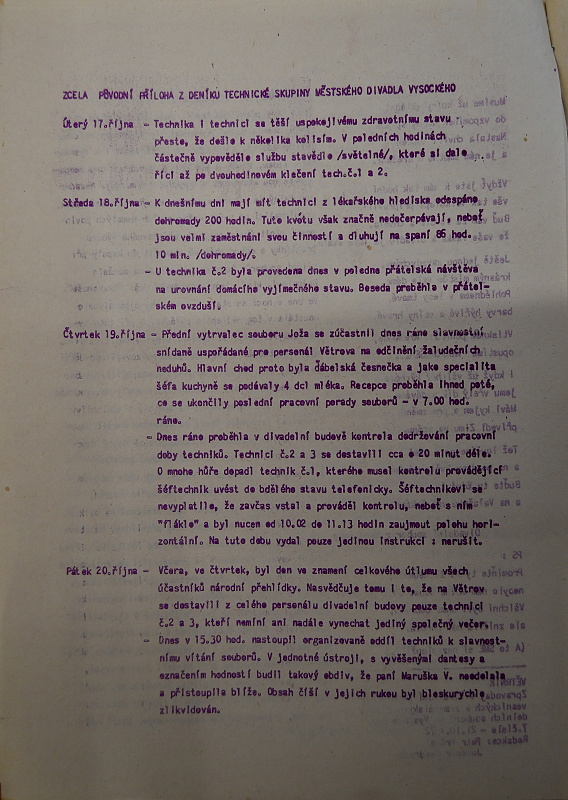 ZCELA PŮVODNÍ PŘÍLOHA Z DENÍKU TECHNICKÉ SKUPINY MĚSTSKÉHO DIVADLA VYSOCKÉHO
Úterý 17.října – Technika i technici se těší uspokojivému zdravotnímu stavu
přesto, že došlo k několika kolisím. V poledních hodinách
částečně vypovědělo službu stavědlo /světelné/, které si dalo
říci až po dvouhodinovém klečení tech.č.1 a 2.
Středa 18.října – K dnešnímu dni mají mít technici z lékařského hlediska odespáno
dohromady 200 hodin. Tuto kvótu však značně nedočerpávají, neboť
jsou velmi zaměstnáni svou činností a dluhují na spaní 86 hod.
10 min. /dohromady/.
– U technika č.2 byla provedena dnes v poledne přátelská návštěva
na urovnání domácího vyjímečného stavu. Beseda proběhla v přátel-
ském ovzduší.
Čtvrtek 19.října – Přední vytrvalec souboru Joža se zúčastnil dnes ráno slavnostní
snídaně uspořádané pro personál Větrova na odčinění žaludečních
neduhů. Hlavní chod proto byla ďábelská česnečka a jako specialita
šéfa kuchyně se podávaly 4 dcl mléka. Recepce proběhla ihned poté,
co se ukončily poslední pracovní porady souborů – v 7.00 hod.
ráno.
– Dnes ráno proběhla v divadelní budově kontrola dodržování pracovní
doby techniků. Technici č.2 a 3 se dostavili cca o 20 minut déle.
O mnoho hůře dopadl technik č.1, kterého musel kontrolu provádějící
šéftechnik uvést do bdělého stavu telefonicky. Šéftechnikovi se
nevyplatilo, že zavčas vstal a prováděl kontrolu, neboť s ním
"fláklo" a byl nucen od 10.02 do 11.13 hodin zaujmout polohu hori-
zontální. Na tuto dobu vydal pouze jedinou instrukci : nerušit.
Pátek 20.října – Včera, ve čtvrtek, byl den ve znamení celkového útlumu všech
účastníků národní přehlídky. Nasvědčuje tomu i to, že na Větrov
se dostavili z celého personálu divadelní budovy pouze technici
č.2 a 3, kteří nemíní ani nadále vynechat jediný společný večer.
– Dnes v 15.30 hod. nastoupil organizovaně oddíl techniků k slavnost-
nímu vítání souborů. V jednotné ústroji, s vyvěšenými dantesy a
označením hodností budil takový obdiv, že paní Maruška V. neodolala
a přistoupila blíže. Obsah číší v jejich rukou byl bleskurychle
zlikvidován.